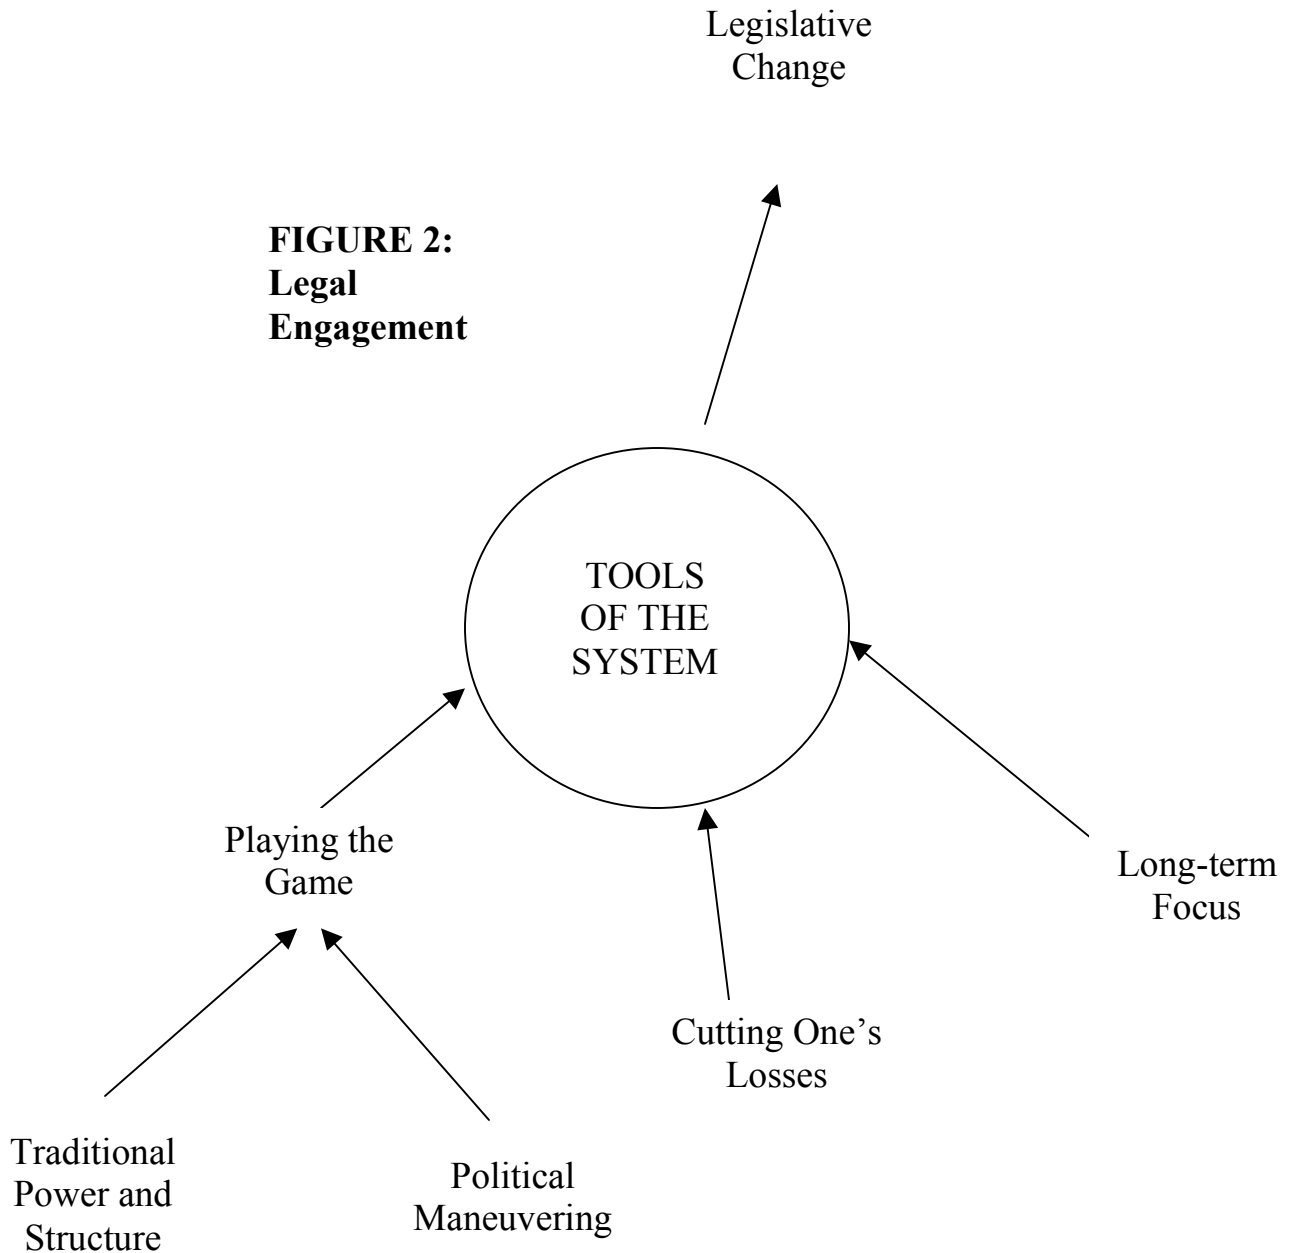 Legislative
Change
FIGURE 2:
Legal
Engagement
TOOLS
OF THE
SYSTEM
Playing the
Game
Long-term
Focus
Cutting One’s
Losses
Traditional
Power and
Structure
Political
Maneuvering